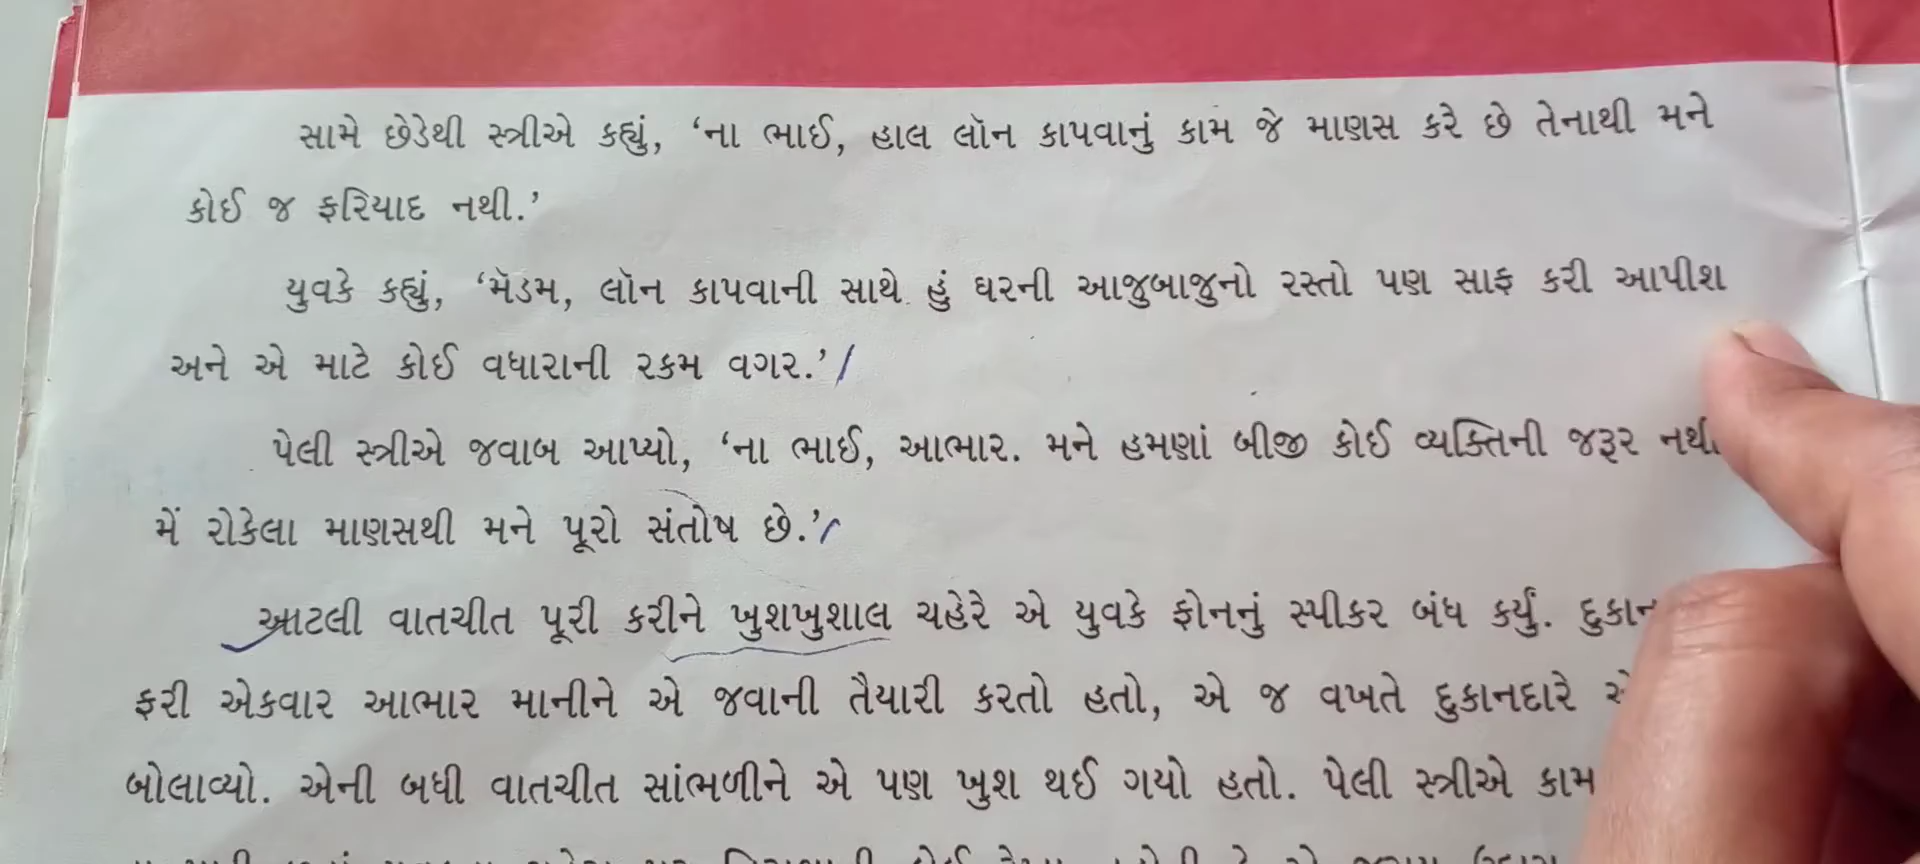 સામે છેડેથી સ્ત્રીએ કહ્યું, ‘ના ભાઈ, હાલ લૉન કાપવાનું કામ જે માણસ કરે છે તેનાથી મને
કોઈ જ ફરિયાદ નથી.’
યુવકે કહ્યું, ‘મૅડમ, લૉન કાપવાની સાથે હું ઘરની આજુબાજુનો રસ્તો પણ સાફ કરી આપીશ
અને એ માટે કોઈ વધારાની રકમ વગર.’
પેલી સ્ત્રીએ જવાબ આપ્યો, ‘ના ભાઈ, આભાર. મને હમણાં બીજી કોઈ વ્યક્તિની જરૂર નથી
મેં રોકેલા માણસથી મને પૂરો સંતોષ છે.’
આટલી વાતચીત પૂરી કરીને ખુશખુશાલ ચહેરે એ યુવકે ફોનનું સ્પીકર બંધ કર્યું.
ફરી એકવાર આભાર માનીને એ જવાની તૈયારી કરતો હતો, એ જ વખતે દુકાનદારે
બોલાવ્યો. એની બધી વાતચીત સાંભળીને એ પણ ખુશ થઈ ગયો હતો. પેલી સ્ત્રીએ કામ